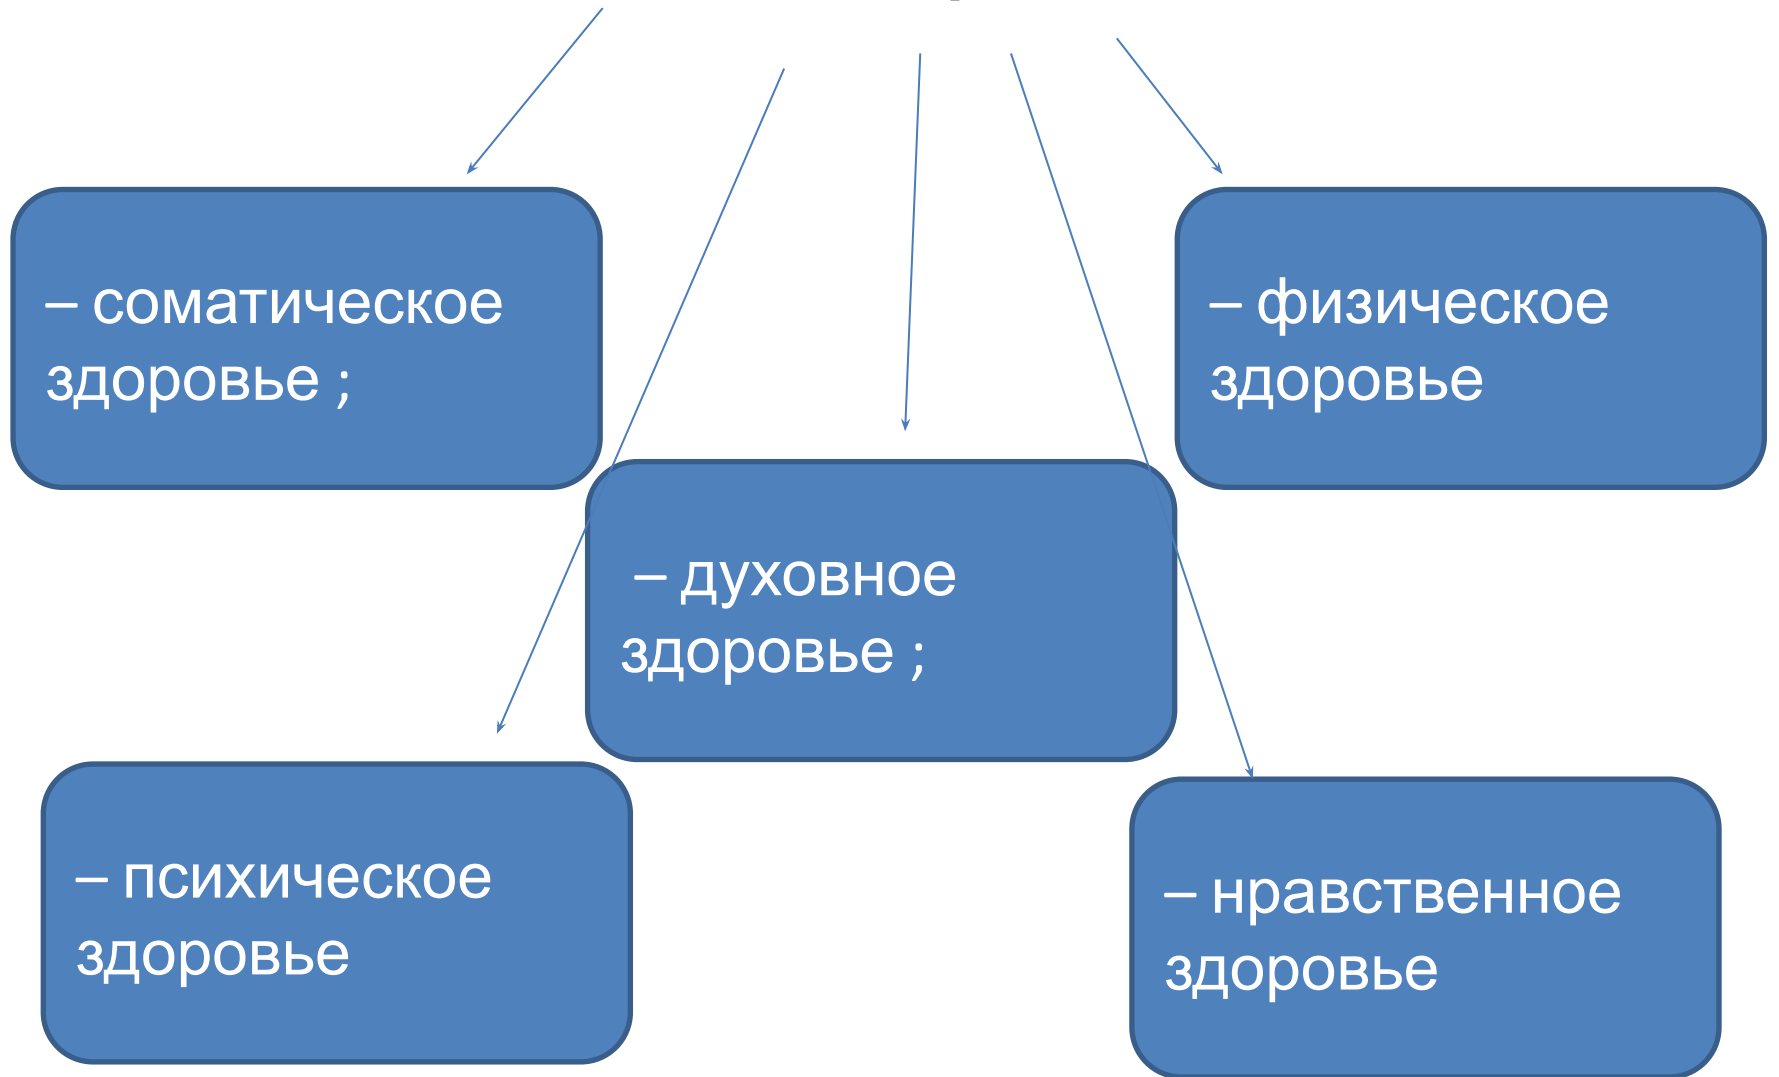 – соматическое
здоровье ;
– физическое
здоровье
– духовное
здоровье ;
– психическое
здоровье
– нравственное
здоровье